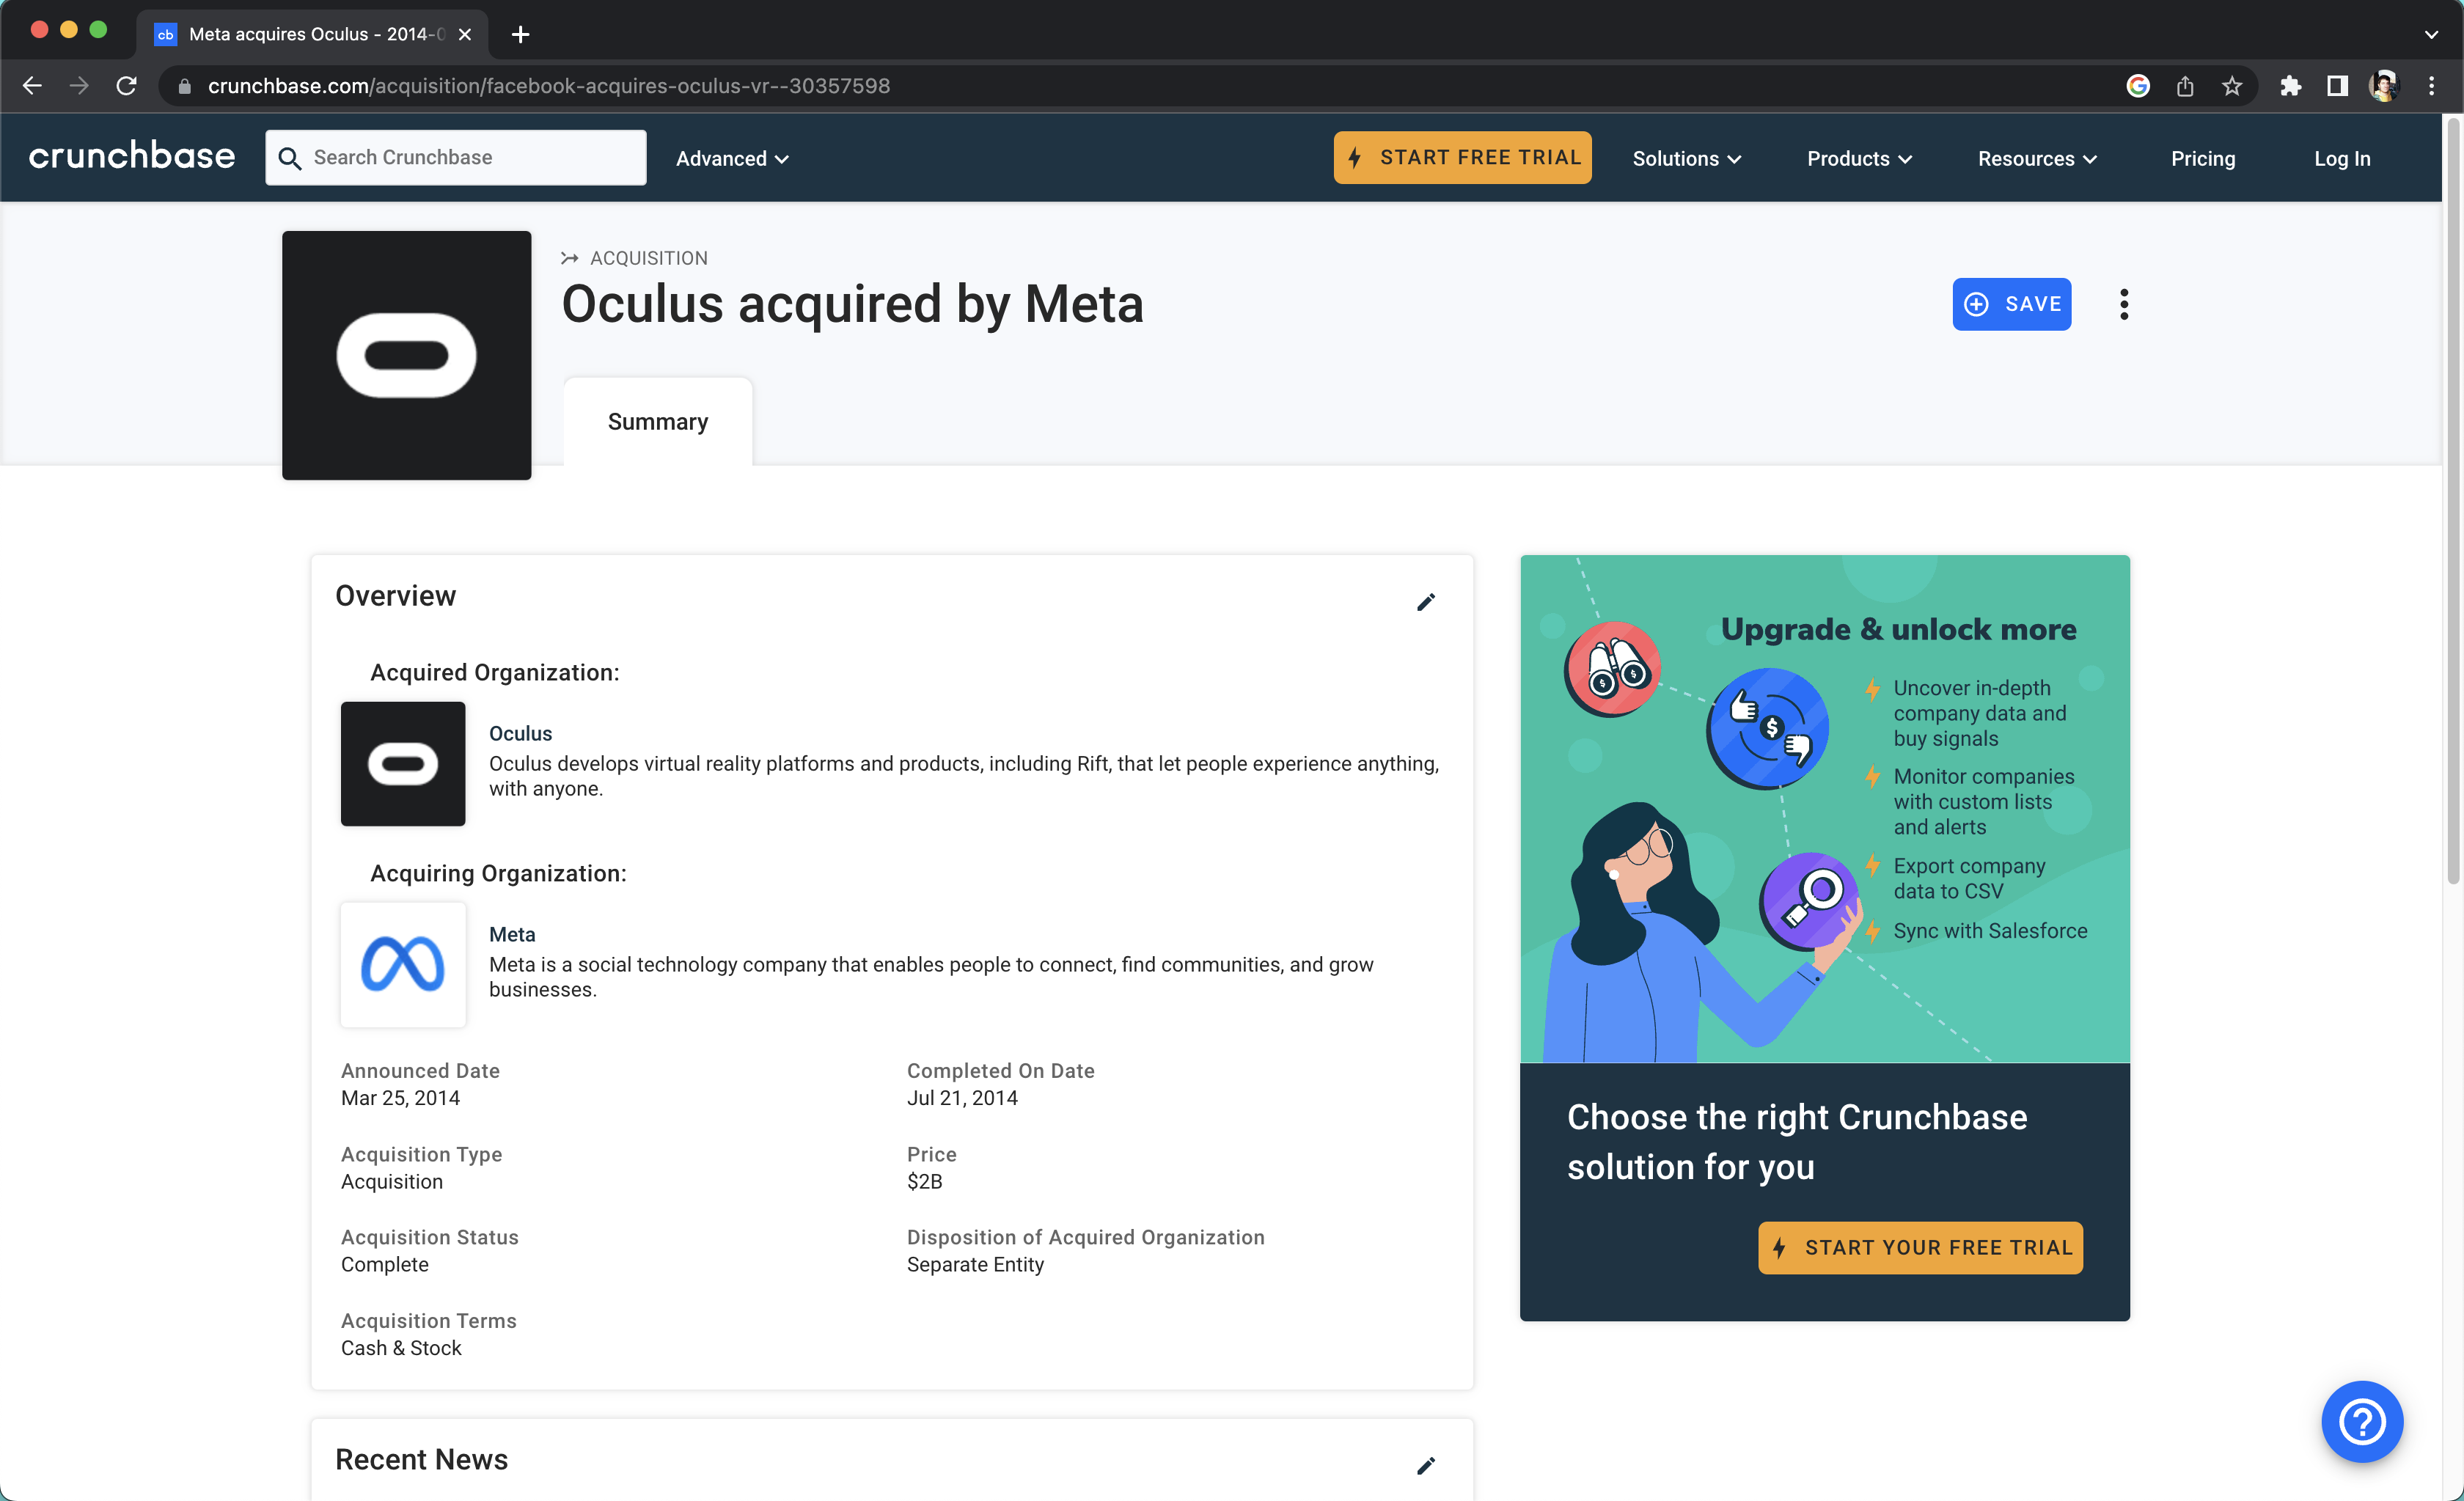 cb Meta acquires Oculus - 2014-0
crunchbase.com/acquisition/facebook-acquires-oculus-vr--30357598
crunchbase
Search Crunchbase
Advanced
START FREE TRIAL
Solutions
Products
Resources
Pricing
Log In
ACQUISITION
Oculus acquired by Meta
SAVE
Summary
Overview
Acquired Organization:
Oculus
Oculus develops virtual reality platforms and products, including Rift, that let people experience anything,
with anyone.
Acquiring Organization:
Meta
Meta is a social technology company that enables people to connect, find communities, and grow
businesses.
Announced Date
Mar 25, 2014
Completed On Date
Jul 21, 2014
Acquisition Type
Acquisition
Price
$2B
Acquisition Status
Complete
Disposition of Acquired Organization
Separate Entity
Acquisition Terms
Cash & Stock
Recent News
Upgrade & unlock more
Uncover in-depth
company data and
buy signals
Monitor companies
with custom lists
and alerts
Export company
data to CSV
Sync with Salesforce
Choose the right Crunchbase
solution for you
START YOUR FREE TRIAL